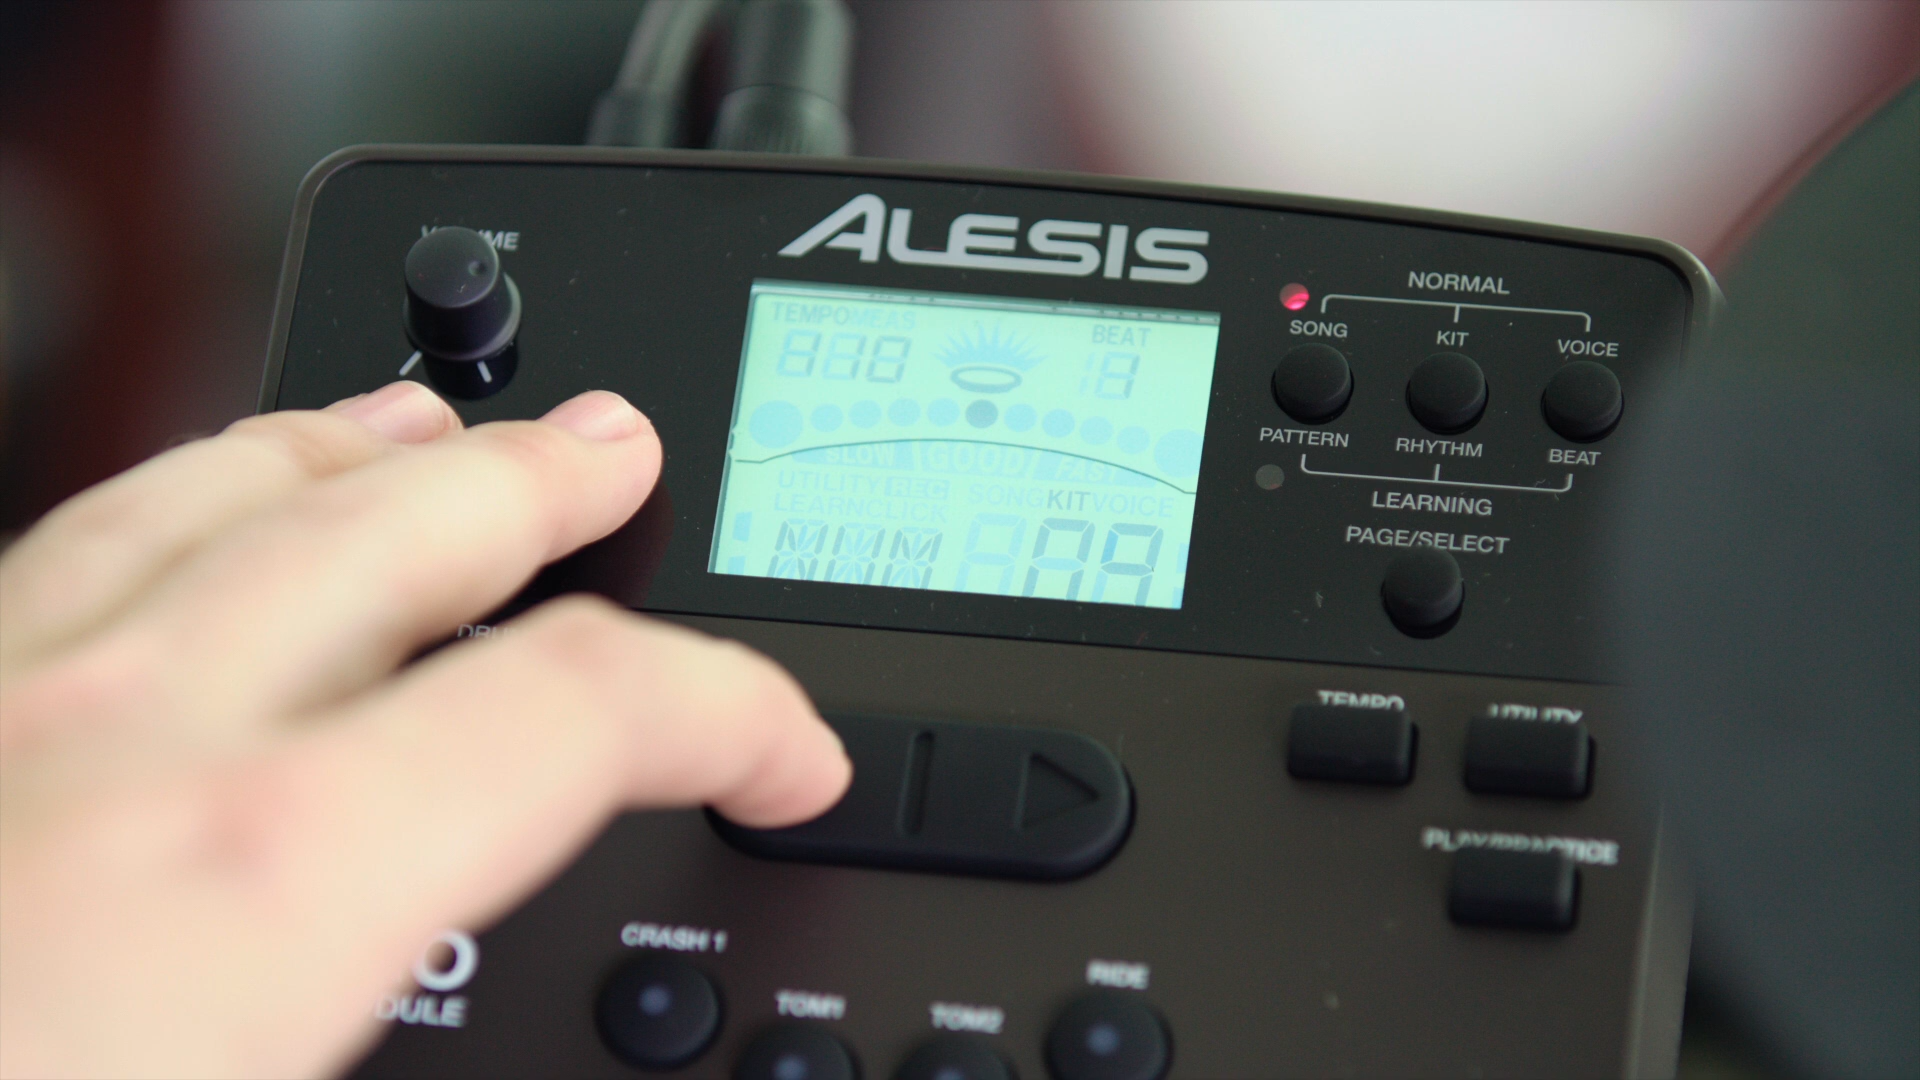 ALESIS
NORMAL
SONG KIT VOICE
PATTERN RHYTHM BEAT
LEARNING
PAGE/SELECT
TEMPO MEAS BEAT
SLOW GOOD FAST
UTILITY REC SONG KIT VOICE
LEARN CLICK
TEMPO UTILITY
PLAY/PRACTICE
CRASH 1
TOM1 TOM2 RIDE